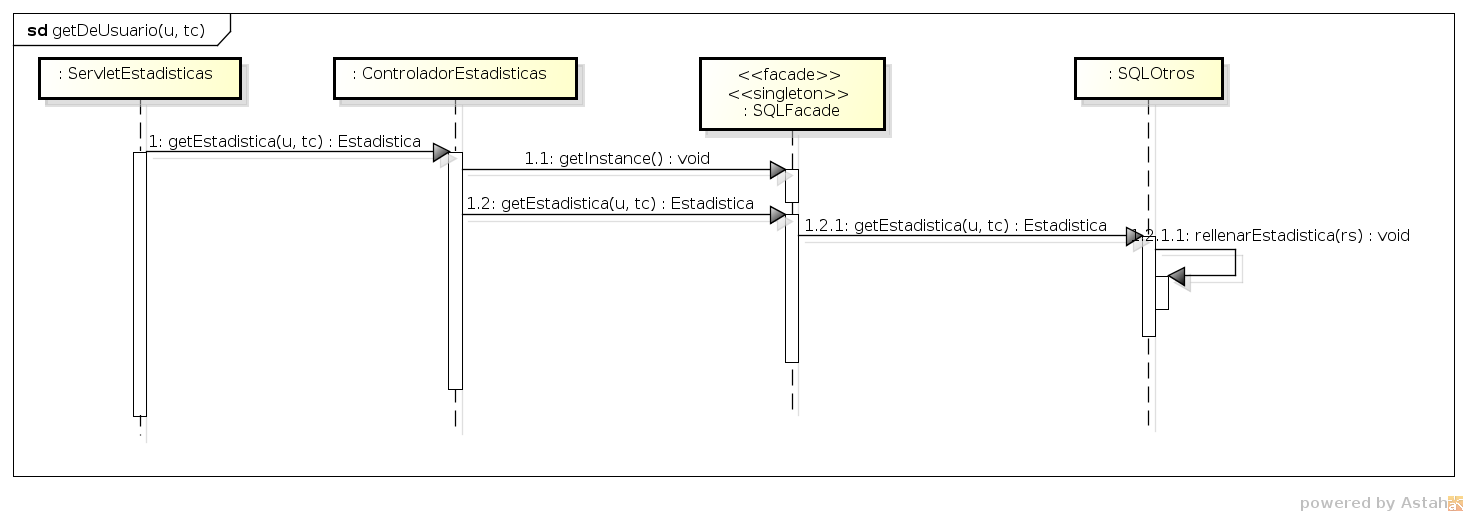 sd getDeUsuario(u, tc)
: ServletEstadisticas
: ControladorEstadisticas
<<facade>>
<<singleton>>
: SQLFacade
: SQLOtros
1: getEstadistica(u, tc) : Estadistica
1.1: getInstance() : void
1.2: getEstadistica(u, tc) : Estadistica
1.2.1: getEstadistica(u, tc) : Estadistica
1.2.1.1: rellenarEstadistica(rs) : void
powered by Astah